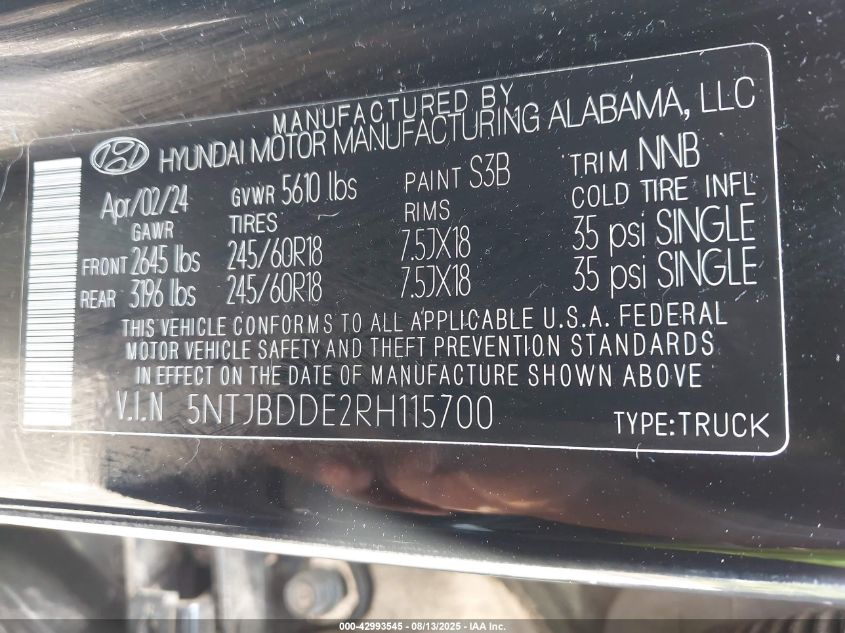 MANUFACTURED BY
HYUNDAI MOTOR MANUFACTURING ALABAMA, LLC
Apr/02/24 GVWR 5610 lbs PAINT S3B TRIM NNB
GAWR TIRES RIMS COLD TIRE INFL
FRONT 2645 lbs 245/60R18 7.5JX18 35 psi SINGLE
REAR 3196 lbs 245/60R18 7.5JX18 35 psi SINGLE
THIS VEHICLE CONFORMS TO ALL APPLICABLE U.S.A. FEDERAL
MOTOR VEHICLE SAFETY AND THEFT PREVENTION STANDARDS
IN EFFECT ON THE DATE OF MANUFACTURE SHOWN ABOVE
V.I.N 5NTJBDDE2RH115700 TYPE:TRUCK
000-42993545 - 08/13/2025 - IAA Inc.